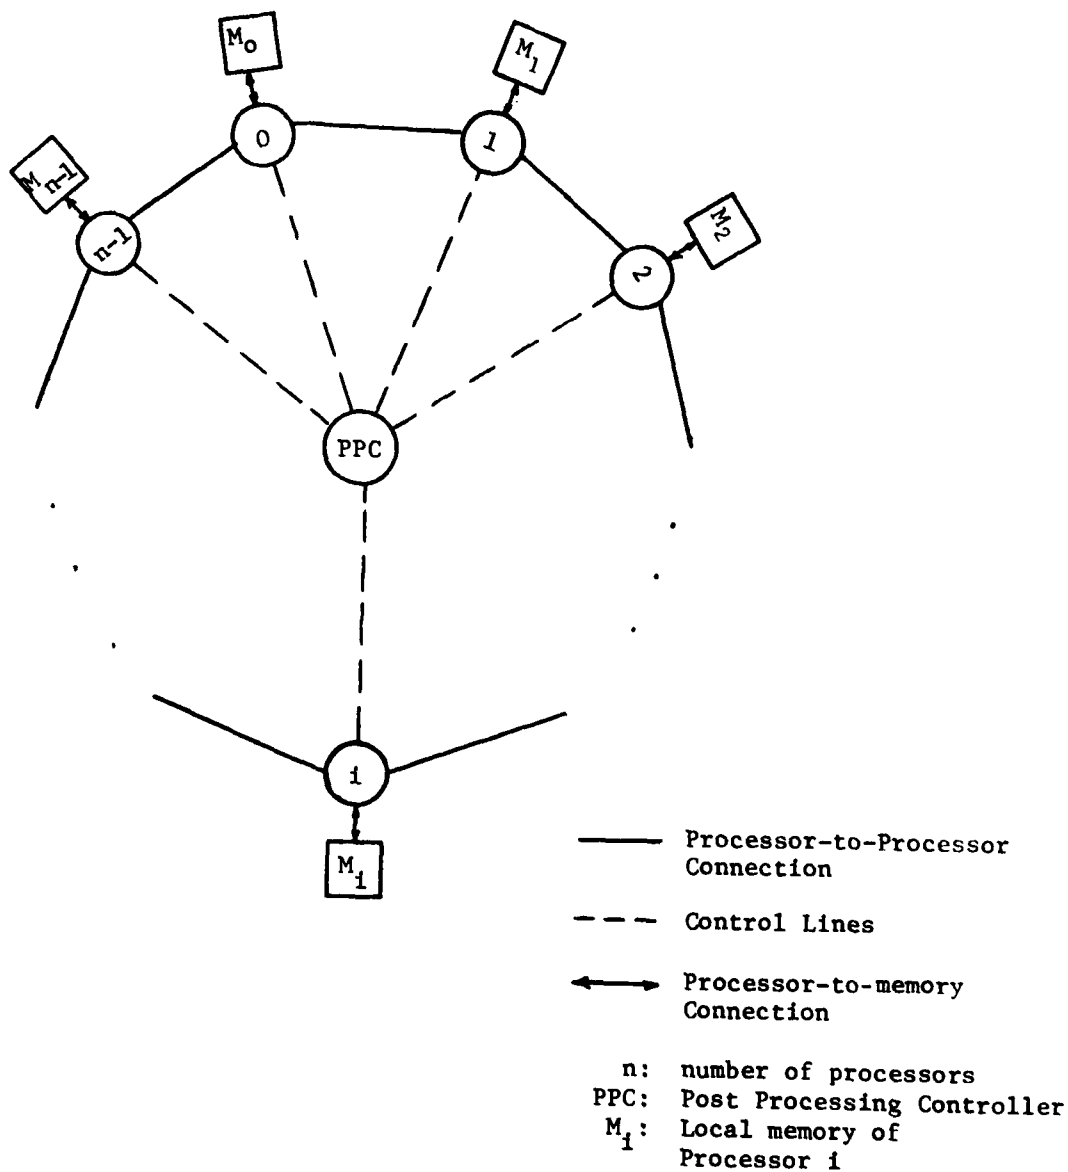 M0
M1
0
1
Mn-1
M2
n-1
2
PPC
i
Mi
Processor-to-Processor
Connection
Control Lines
Processor-to-memory
Connection
n: number of processors
PPC: Post Processing Controller
Mi: Local memory of
Processor i